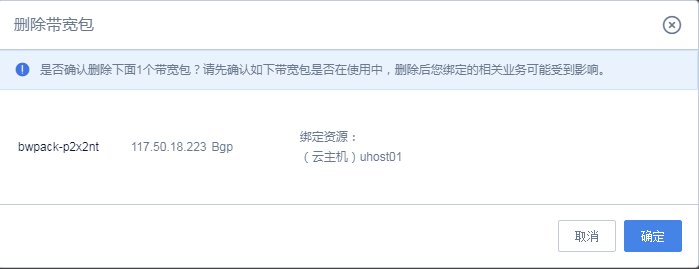 删除带宽包
是否确认删除下面1个带宽包？请先确认如下带宽包是否在使用中，删除后您绑定的相关业务可能受到影响。
bwpack-p2x2nt 117.50.18.223 Bgp 绑定资源：
（云主机）uhost01
取消 确定